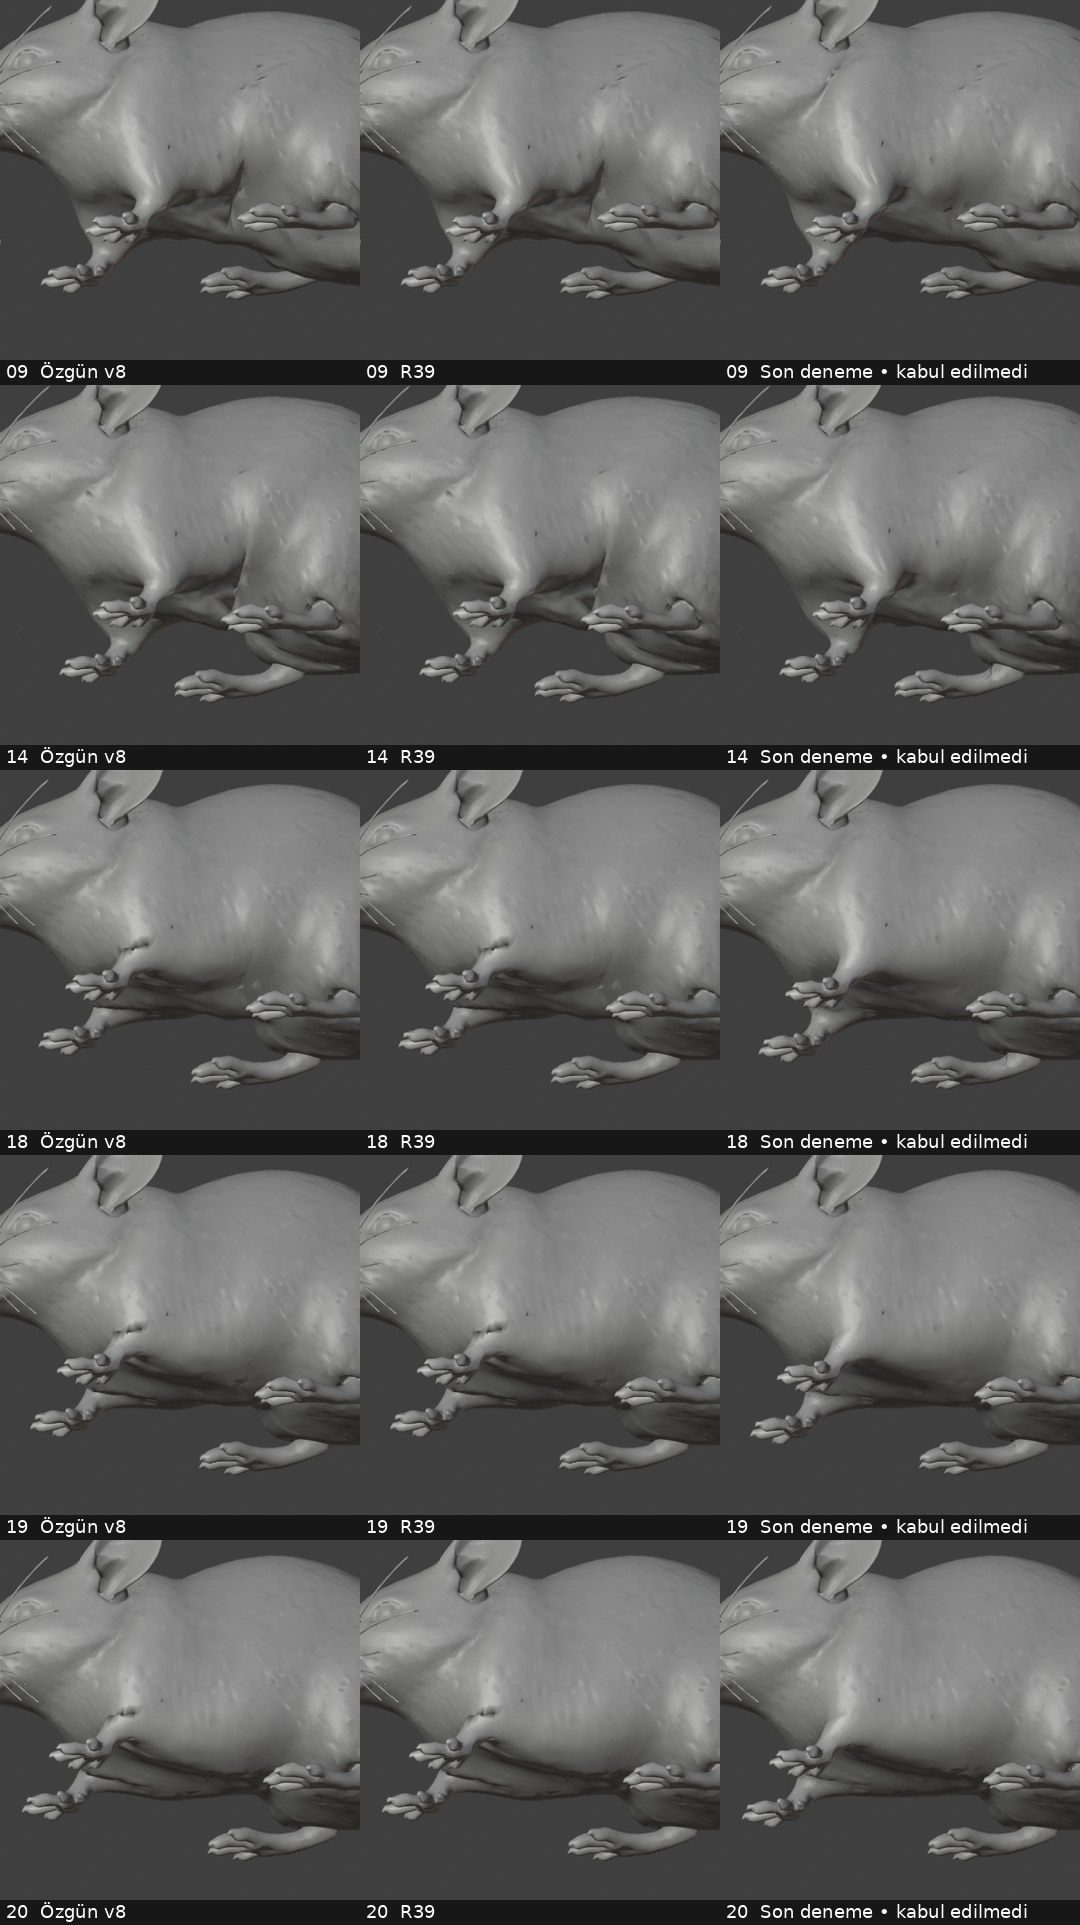 09 Özgün v8
09 R39
09 Son deneme • kabul edilmedi
14 Özgün v8
14 R39
14 Son deneme • kabul edilmedi
18 Özgün v8
18 R39
18 Son deneme • kabul edilmedi
19 Özgün v8
19 R39
19 Son deneme • kabul edilmedi
20 Özgün v8
20 R39
20 Son deneme • kabul edilmedi